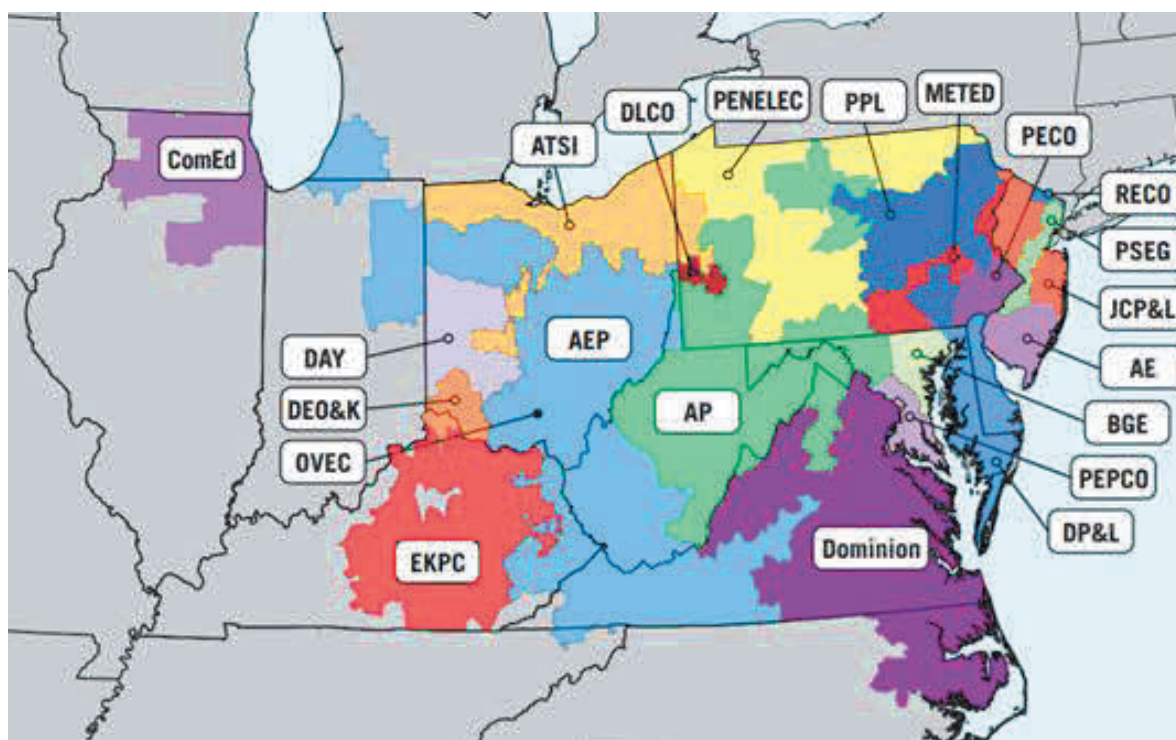 DLCO
PENELEC
PPL
METED
PECO
ATSI
ComEd
RECO
PSEG
JCP&L
AE
BGE
PEPCO
DP&L
DAY
DEO&K
OVEC
AEP
AP
EKPC
Dominion